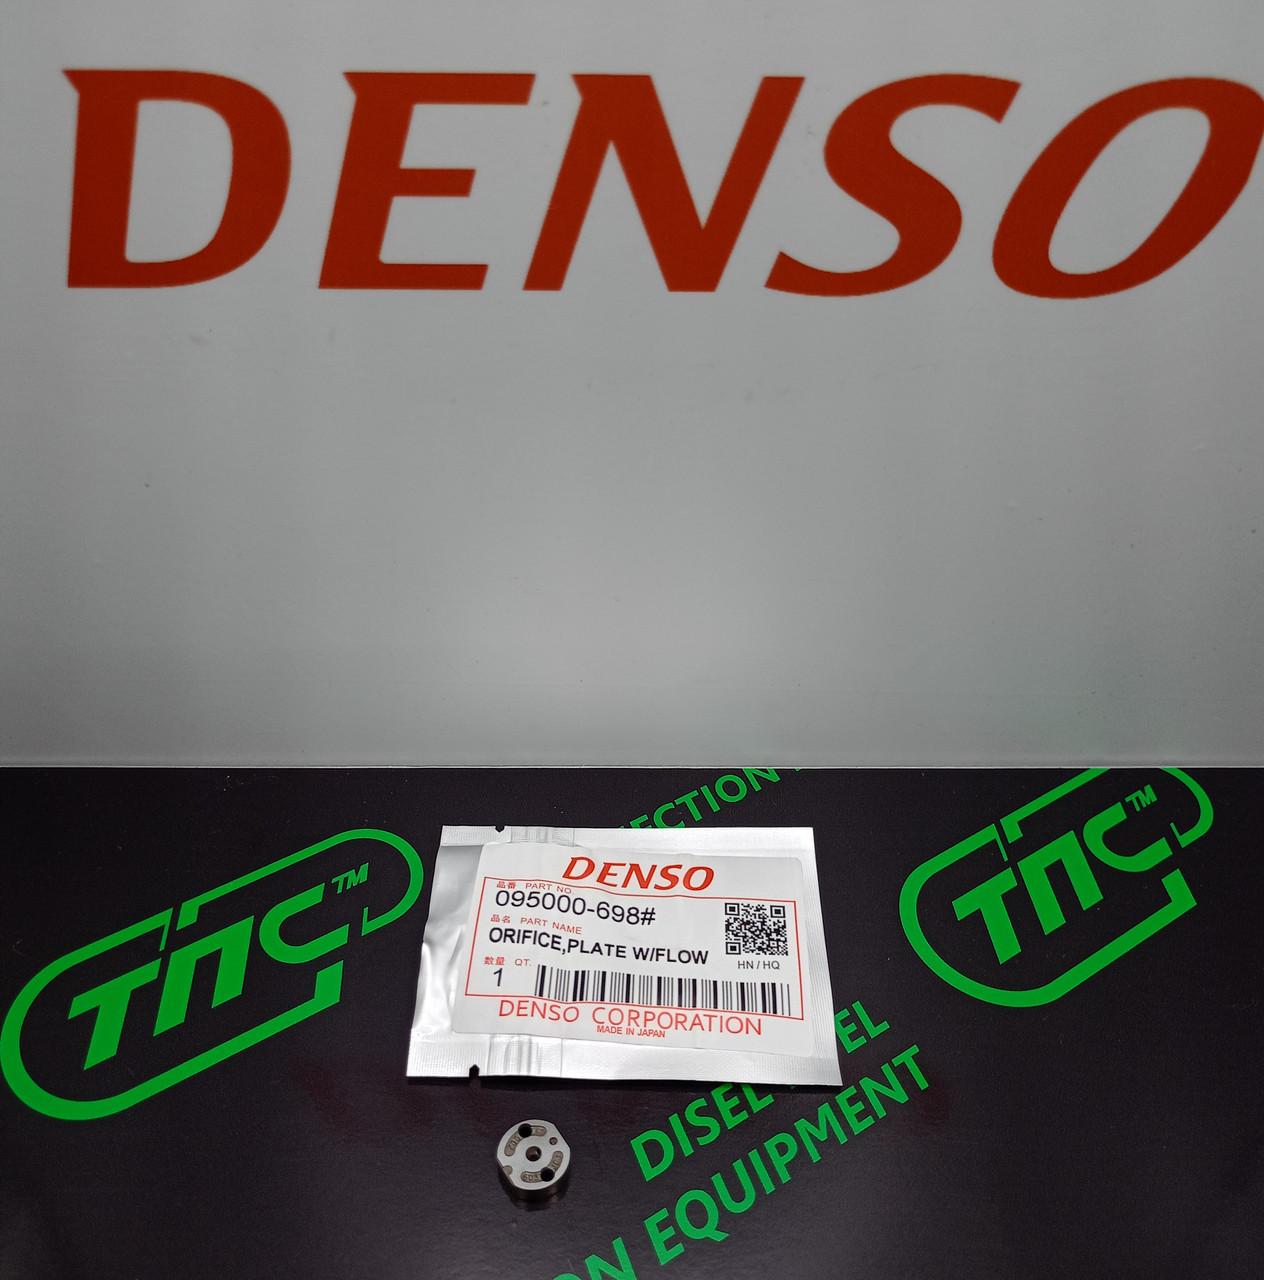 DENSO
ECTION
TNC™
TNC™
DENSO
品番 PART NO.
095000-698#
品名 PART NAME
ORIFICE,PLATE W/FLOW
HN / HQ
数量 QT.
1
DENSO CORPORATION
MADE IN JAPAN
DISEL
EL
ON EQUIPMENT